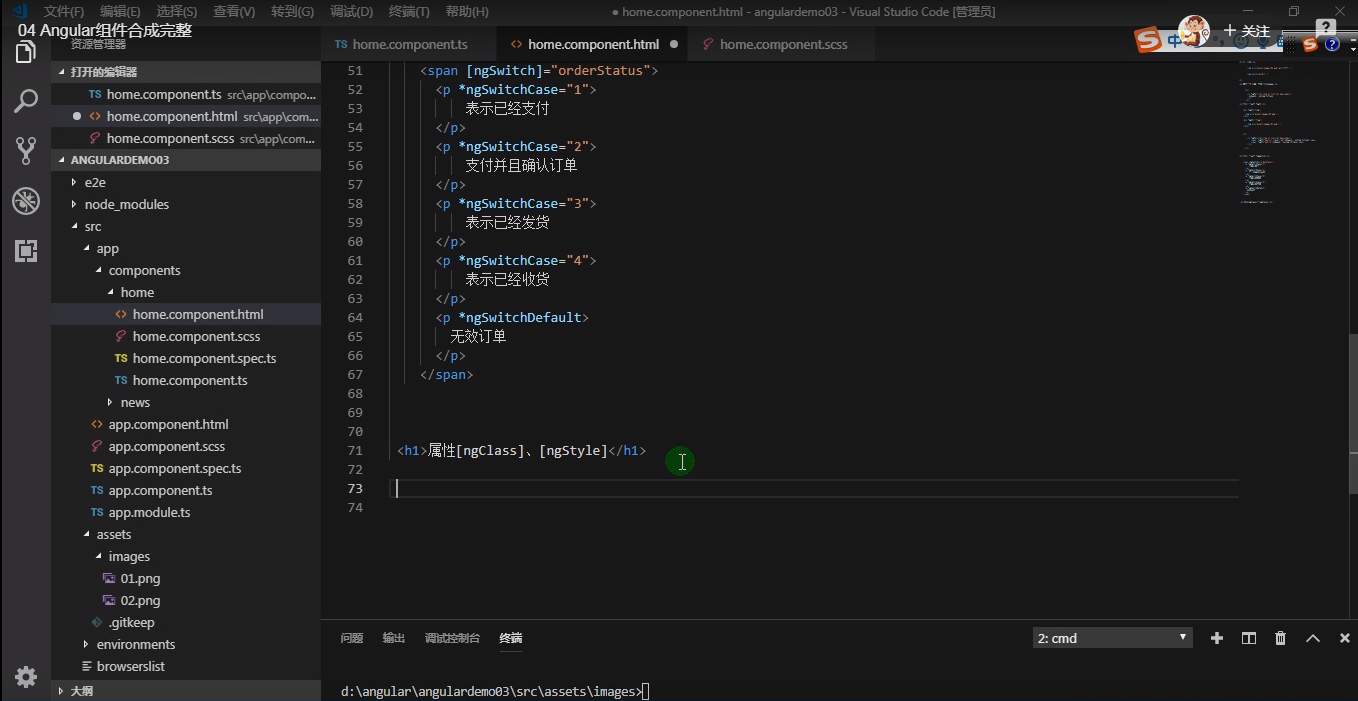 文件(F) 编辑(E) 选择(S) 查看(V) 转到(G) 调试(D) 终端(T) 帮助(H) ● home.component.html - angulardemo03 - Visual Studio Code [管理员]
04 Angular组件合成完整
+ 关注
中
资源管理器
TS home.component.ts <> home.component.html ● home.component.scss
打开的编辑器
TS home.component.ts src\app\compo...
● <> home.component.html src\app\com...
home.component.scss src\app\com...
ANGULARDEMO03
e2e
node_modules
src
app
components
home
<> home.component.html
home.component.scss
TS home.component.spec.ts
TS home.component.ts
news
<> app.component.html
app.component.scss
TS app.component.spec.ts
TS app.component.ts
TS app.module.ts
assets
images
01.png
02.png
.gitkeep
environments
browserslist
大纲
51 <span [ngSwitch]="orderStatus">
52 <p *ngSwitchCase="1">
53 表示已经支付
54 </p>
55 <p *ngSwitchCase="2">
56 支付并且确认订单
57 </p>
58 <p *ngSwitchCase="3">
59 表示已经发货
60 </p>
61 <p *ngSwitchCase="4">
62 表示已经收货
63 </p>
64 <p *ngSwitchDefault>
65 无效订单
66 </p>
67 </span>
68
69
70
71 <h1>属性[ngClass]、[ngStyle]</h1>
72
73
74
问题 输出 调试控制台 终端 2: cmd
d:\angular\angulardemo03\src\assets\images>